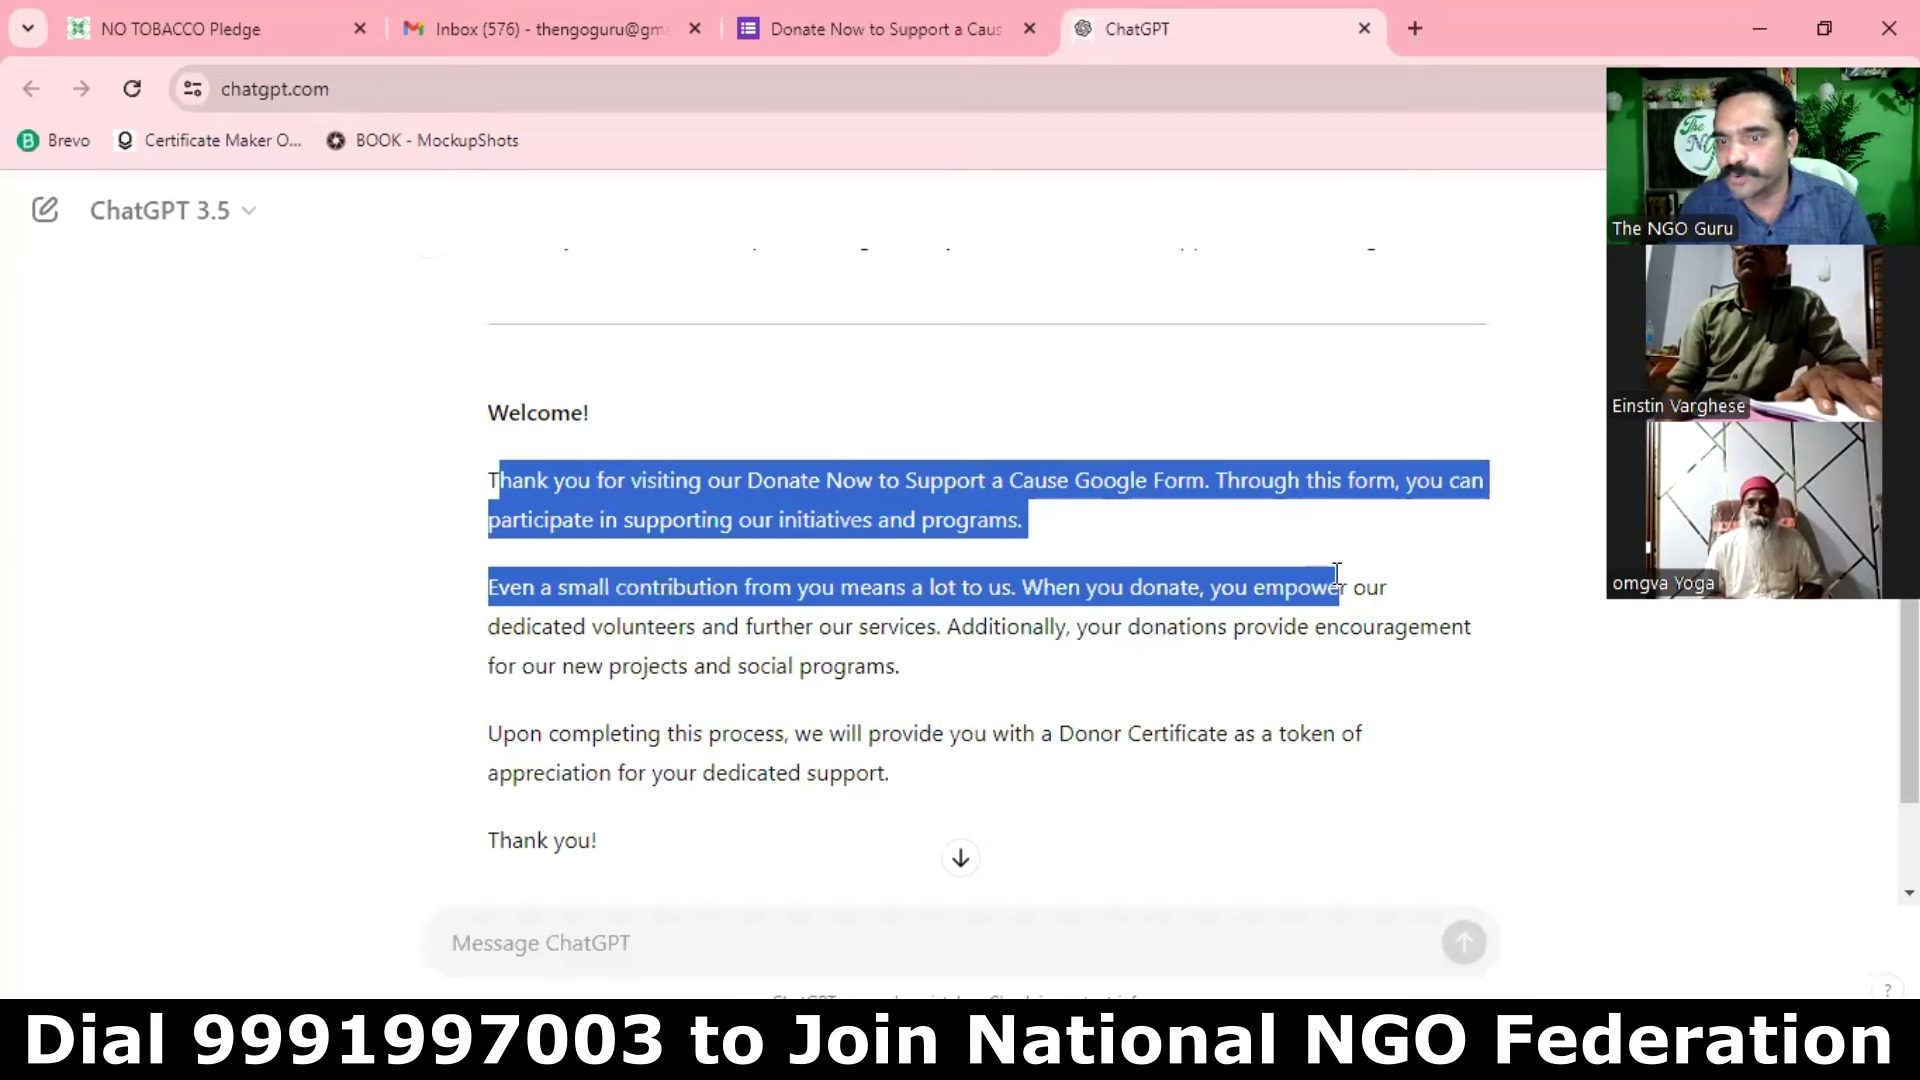 NO TOBACCO Pledge
Inbox (576) - thengoguru@gm
Donate Now to Support a Caus
ChatGPT
chatgpt.com
Brevo
Certificate Maker O...
BOOK - MockupShots
ChatGPT 3.5
Welcome!
Thank you for visiting our Donate Now to Support a Cause Google Form. Through this form, you can
participate in supporting our initiatives and programs.
Even a small contribution from you means a lot to us. When you donate, you empower our
dedicated volunteers and further our services. Additionally, your donations provide encouragement
for our new projects and social programs.
Upon completing this process, we will provide you with a Donor Certificate as a token of
appreciation for your dedicated support.
Thank you!
Message ChatGPT
?
The NGO Guru
Einstin Varghese
omgva Yoga
Dial 9991997003 to Join National NGO Federation